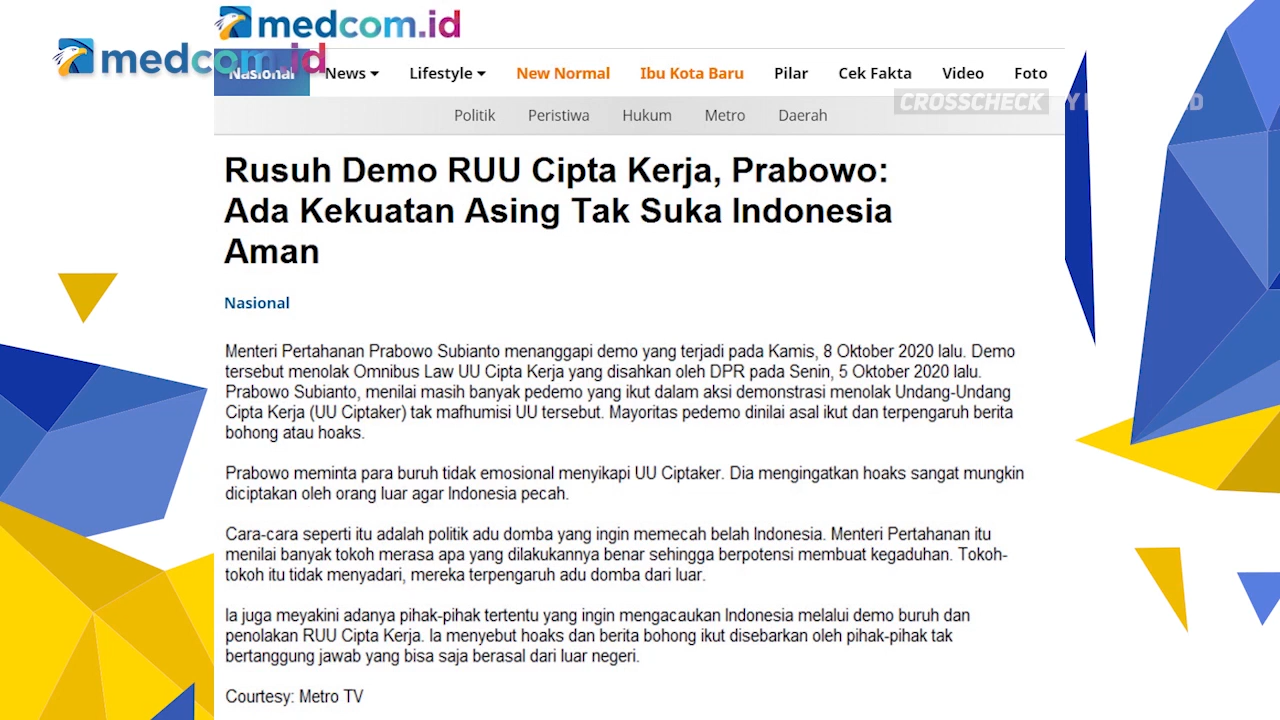 medcom.id
medcom.id
Nasional News Lifestyle New Normal Ibu Kota Baru Pilar Cek Fakta Video Foto
CROSSCHECK
Politik Peristiwa Hukum Metro Daerah
Rusuh Demo RUU Cipta Kerja, Prabowo:
Ada Kekuatan Asing Tak Suka Indonesia
Aman
Nasional
Menteri Pertahanan Prabowo Subianto menanggapi demo yang terjadi pada Kamis, 8 Oktober 2020 lalu. Demo
tersebut menolak Omnibus Law UU Cipta Kerja yang disahkan oleh DPR pada Senin, 5 Oktober 2020 lalu.
Prabowo Subianto, menilai masih banyak pedemo yang ikut dalam aksi demonstrasi menolak Undang-Undang
Cipta Kerja (UU Ciptaker) tak mafhumisi UU tersebut. Mayoritas pedemo dinilai asal ikut dan terpengaruh berita
bohong atau hoaks.
Prabowo meminta para buruh tidak emosional menyikapi UU Ciptaker. Dia mengingatkan hoaks sangat mungkin
diciptakan oleh orang luar agar Indonesia pecah.
Cara-cara seperti itu adalah politik adu domba yang ingin memecah belah Indonesia. Menteri Pertahanan itu
menilai banyak tokoh merasa apa yang dilakukannya benar sehingga berpotensi membuat kegaduhan. Tokoh-
tokoh itu tidak menyadari, mereka terpengaruh adu domba dari luar.
Ia juga meyakini adanya pihak-pihak tertentu yang ingin mengacaukan Indonesia melalui demo buruh dan
penolakan RUU Cipta Kerja. Ia menyebut hoaks dan berita bohong ikut disebarkan oleh pihak-pihak tak
bertanggung jawab yang bisa saja berasal dari luar negeri.
Courtesy: Metro TV